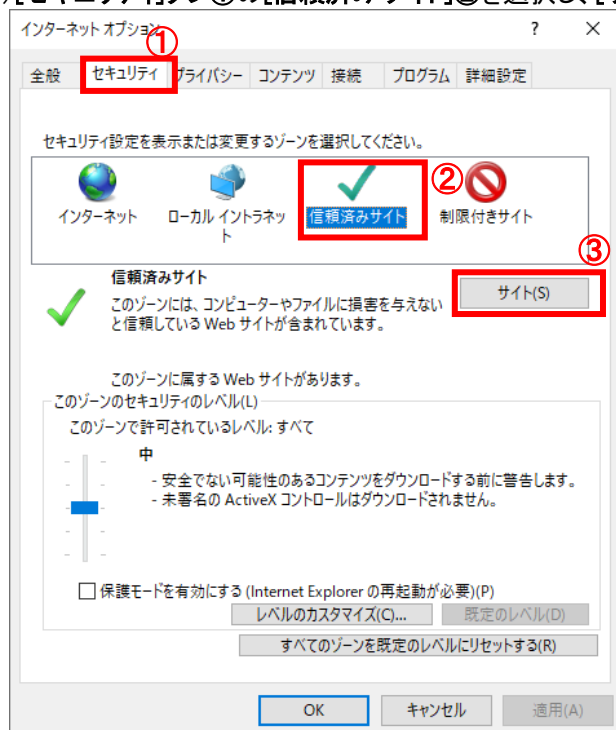 インターネット オプション ? ×
①
全般 セキュリティ プライバシー コンテンツ 接続 プログラム 詳細設定
セキュリティ設定を表示または変更するゾーンを選択してください。
②
インターネット ローカル イントラネット 信頼済みサイト 制限付きサイト
③
信頼済みサイト
サイト(S)
このゾーンには、コンピューターやファイルに損害を与えない
と信頼している Web サイトが含まれています。
このゾーンに属する Web サイトがあります。
このゾーンのセキュリティのレベル(L)
このゾーンで許可されているレベル: すべて
中
- 安全でない可能性のあるコンテンツをダウンロードする前に警告します。
- 未署名の ActiveX コントロールはダウンロードされません。
保護モードを有効にする (Internet Explorer の再起動が必要)(P)
レベルのカスタマイズ(C)... 既定のレベル(D)
すべてのゾーンを既定のレベルにリセットする(R)
OK キャンセル 適用(A)